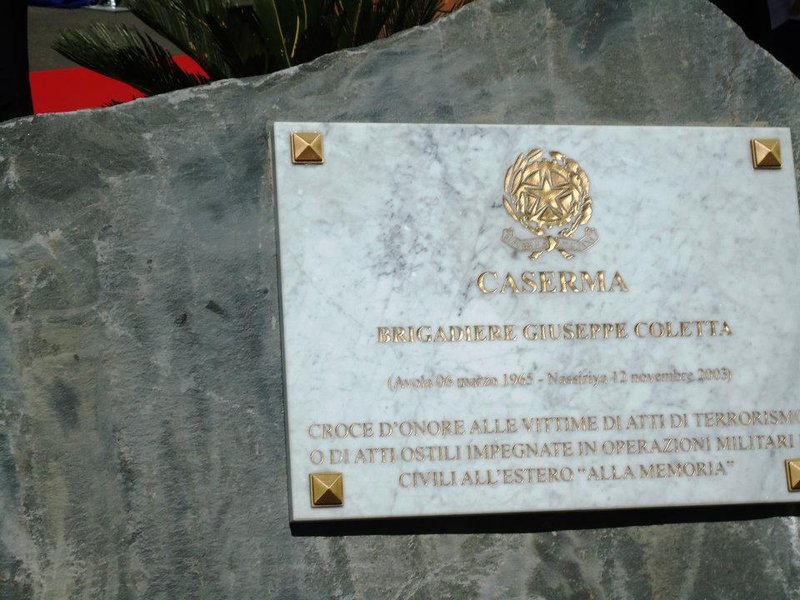 CASERMA
BRIGADIERE GIUSEPPE COLETTA
(Avola 06 marzo 1965 - Nassiriya 12 novembre 2003)
CROCE D'ONORE ALLE VITTIME DI ATTI DI TERRORISMO
O DI ATTI OSTILI IMPEGNATE IN OPERAZIONI MILITARI
CIVILI ALL'ESTERO "ALLA MEMORIA"